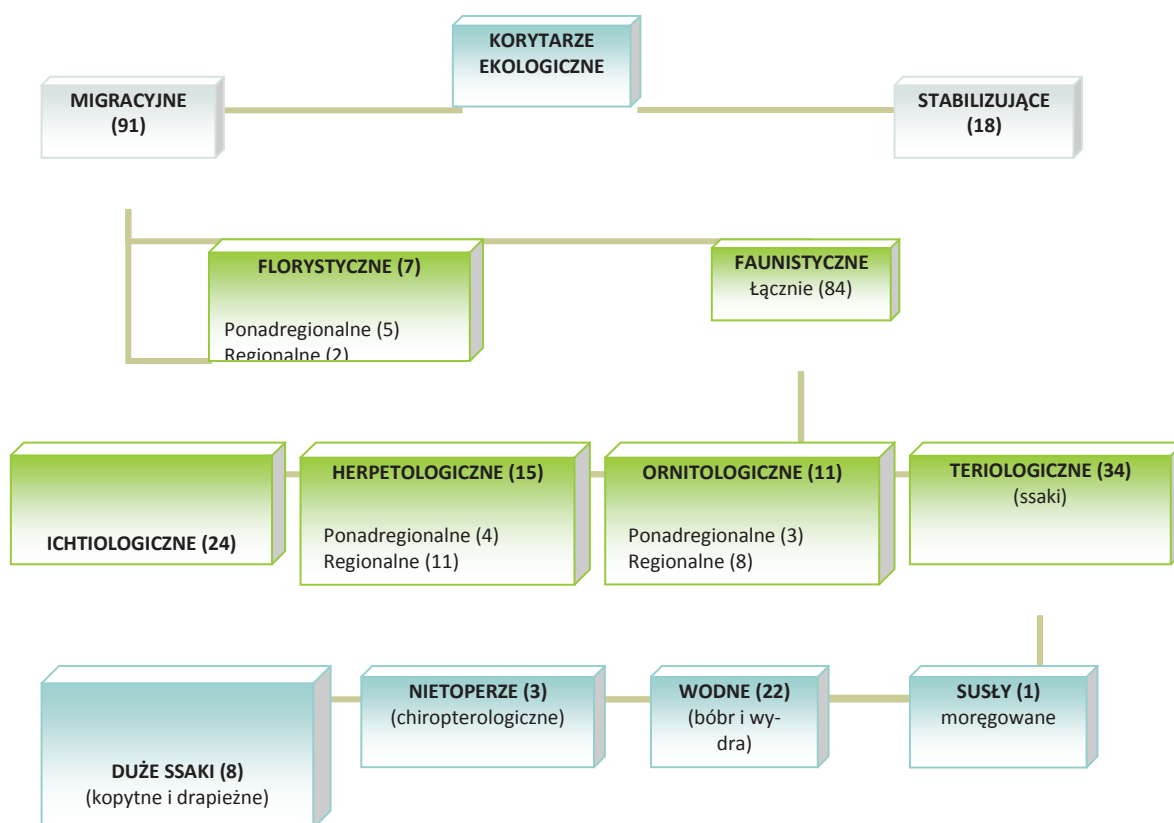 KORYTARZE
EKOLOGICZNE
MIGRACYJNE
(91)
STABILIZUJĄCE
(18)
FLORYSTYCZNE (7)
Ponadregionalne (5)
Regionalne (2)
FAUNISTYCZNE
Łącznie (84)
ICHTIOLOGICZNE (24)
HERPETOLOGICZNE (15)
Ponadregionalne (4)
Regionalne (11)
ORNITOLOGICZNE (11)
Ponadregionalne (3)
Regionalne (8)
TERIOLOGICZNE (34)
(ssaki)
DUŻE SSAKI (8)
(kopytne i drapieżne)
NIETOPERZE (3)
(chiropterologiczne)
WODNE (22)
(bóbr i wy-
dra)
SUSŁY (1)
moręgowane